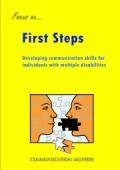 Focus on...
First Steps
Developing communication skills for
individuals with multiple disabilities
COMMUNICATION MATTERS